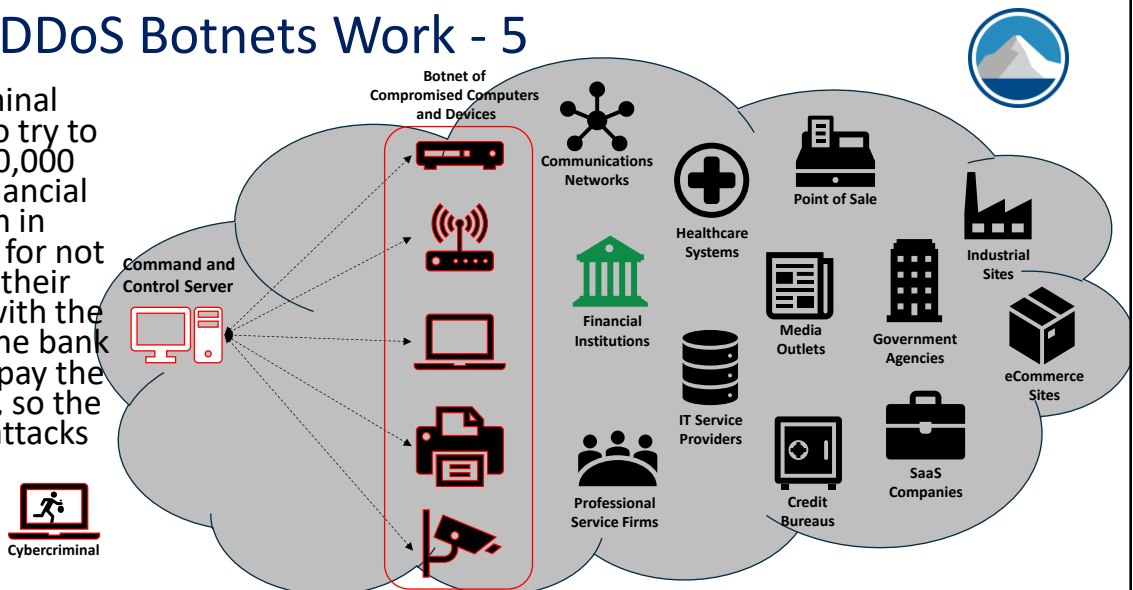 DDoS Botnets Work - 5
inal
o try to
0,000
ancial
n in
for not
their
with the
ne bank
pay the
, so the
attacks
Cybercriminal
Command and
Control Server
Botnet of
Compromised Computers
and Devices
Communications
Networks
Healthcare
Systems
Point of Sale
Industrial
Sites
Financial
Institutions
Media
Outlets
Government
Agencies
eCommerce
Sites
IT Service
Providers
Professional
Service Firms
Credit
Bureaus
SaaS
Companies